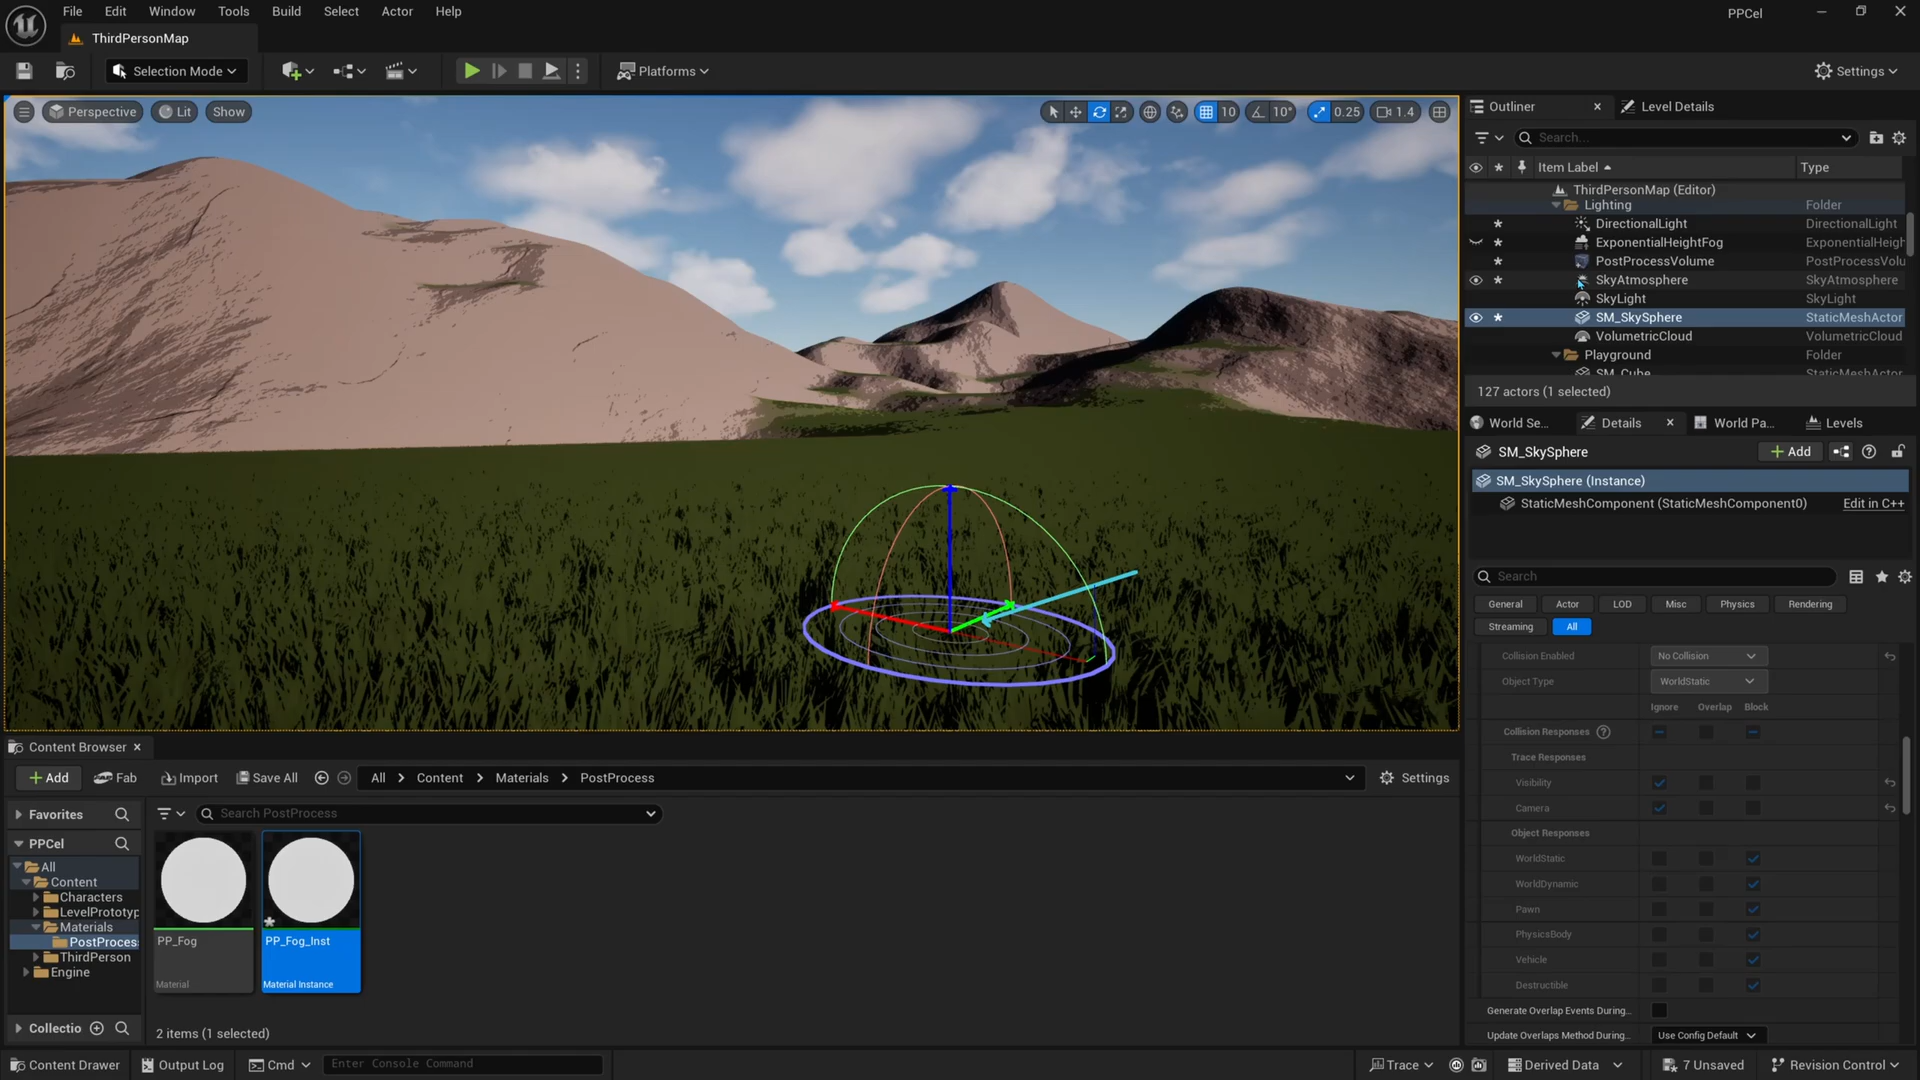 File Edit Window Tools Build Select Actor Help
PPCel
ThirdPersonMap
Selection Mode
Platforms
Settings
Perspective Lit Show
10 10° 0.25 1.4
Outliner Level Details
Search...
Item Label Type
ThirdPersonMap (Editor)
Lighting Folder
DirectionalLight DirectionalLight
ExponentialHeightFog ExponentialHeigh
PostProcessVolume PostProcessVolu
SkyAtmosphere SkyAtmosphere
SkyLight SkyLight
SM_SkySphere StaticMeshActor
VolumetricCloud VolumetricCloud
Playground Folder
SM_Cube StaticMeshActor
127 actors (1 selected)
World Se... Details World Pa... Levels
SM_SkySphere Add
SM_SkySphere (Instance)
StaticMeshComponent (StaticMeshComponent0) Edit in C++
Search
General Actor LOD Misc Physics Rendering
Streaming All
Collision Enabled No Collision
Object Type WorldStatic
Ignore Overlap Block
Collision Responses
Trace Responses
Visibility
Camera
Object Responses
WorldStatic
WorldDynamic
Pawn
PhysicsBody
Vehicle
Destructible
Generate Overlap Events During...
Update Overlaps Method During... Use Config Default
Content Browser
Add Fab Import Save All All Content Materials PostProcess Settings
Favorites
Search PostProcess
PPCel
All
Content
Characters
LevelPrototyp
Materials
PostProces
ThirdPerson
Engine
PP_Fog
Material
PP_Fog_Inst
Material Instance
Collectio
2 items (1 selected)
Content Drawer Output Log Cmd Enter Console Command Trace Derived Data 7 Unsaved Revision Control